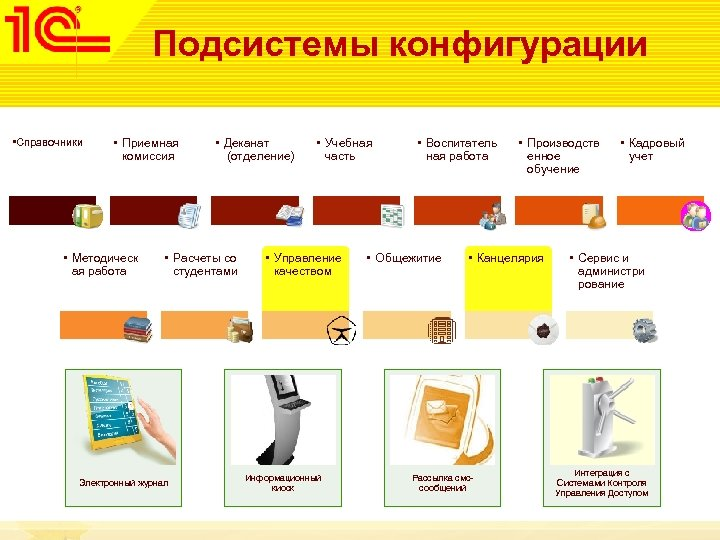 1С
Подсистемы конфигурации
•Справочники
• Приемная
комиссия
• Деканат
(отделение)
• Учебная
часть
• Воспитатель
ная работа
• Производств
енное
обучение
• Кадровый
учет
• Методическ
ая работа
• Расчеты со
студентами
• Управление
качеством
• Общежитие
• Канцелярия
• Сервис и
администри
рование
Электронный журнал
Информационный
киоск
Рассылка смс-
сообщений
Интеграция с
Системами Контроля
Управления Доступом